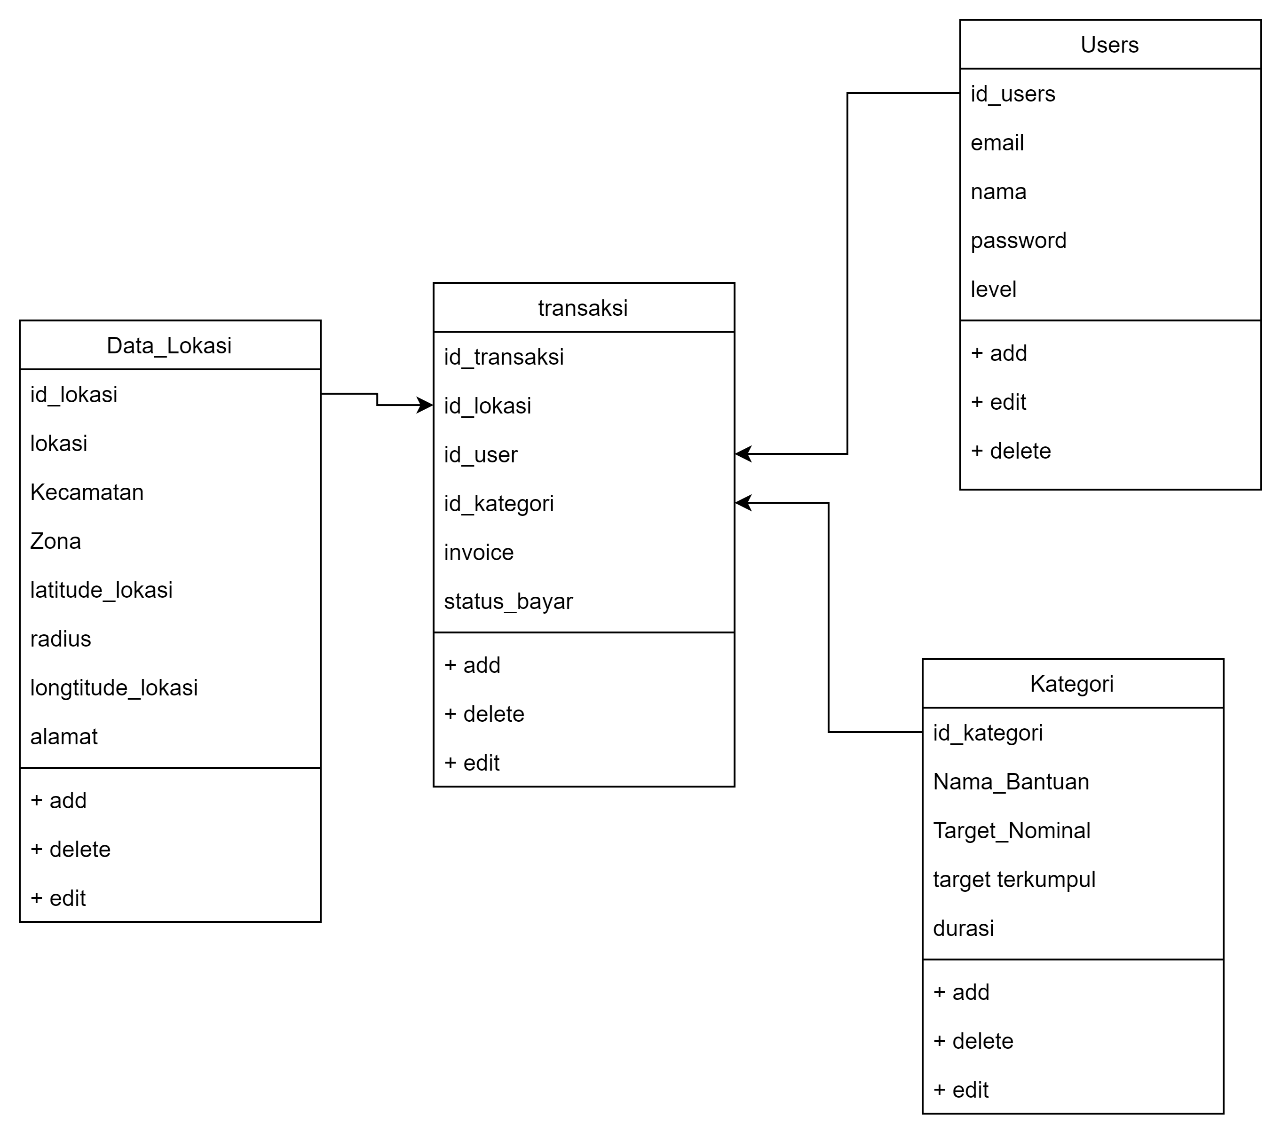 Users
id_users
email
nama
password
level
+ add
+ edit
+ delete
transaksi
id_transaksi
id_lokasi
id_user
id_kategori
invoice
status_bayar
+ add
+ delete
+ edit
Data_Lokasi
id_lokasi
lokasi
Kecamatan
Zona
latitude_lokasi
radius
longtitude_lokasi
alamat
+ add
+ delete
+ edit
Kategori
id_kategori
Nama_Bantuan
Target_Nominal
target terkumpul
durasi
+ add
+ delete
+ edit